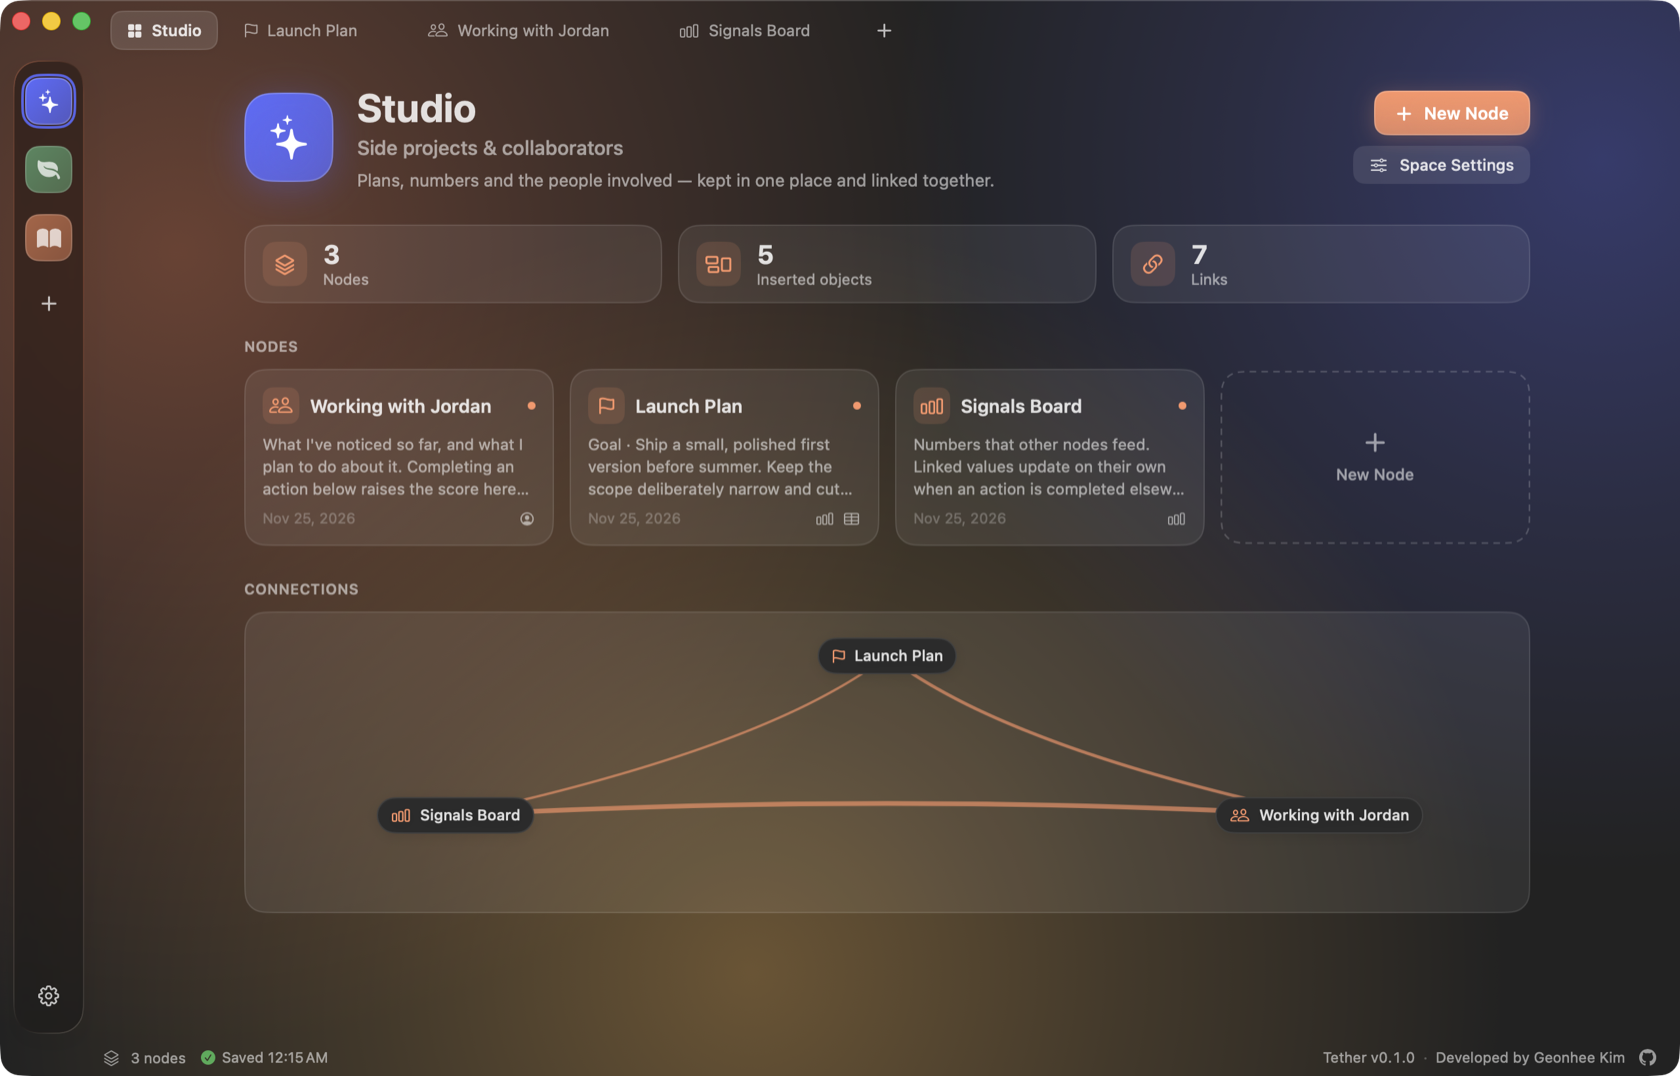 Studio
Launch Plan
Working with Jordan
Signals Board
Studio
Side projects & collaborators
Plans, numbers and the people involved — kept in one place and linked together.
New Node
Space Settings
3
Nodes
5
Inserted objects
7
Links
NODES
Working with Jordan
What I've noticed so far, and what I
plan to do about it. Completing an
action below raises the score here...
Nov 25, 2026
Launch Plan
Goal · Ship a small, polished first
version before summer. Keep the
scope deliberately narrow and cut...
Nov 25, 2026
Signals Board
Numbers that other nodes feed.
Linked values update on their own
when an action is completed elsew...
Nov 25, 2026
New Node
CONNECTIONS
Launch Plan
Signals Board
Working with Jordan
3 nodes
Saved 12:15 AM
Tether v0.1.0 · Developed by Geonhee Kim